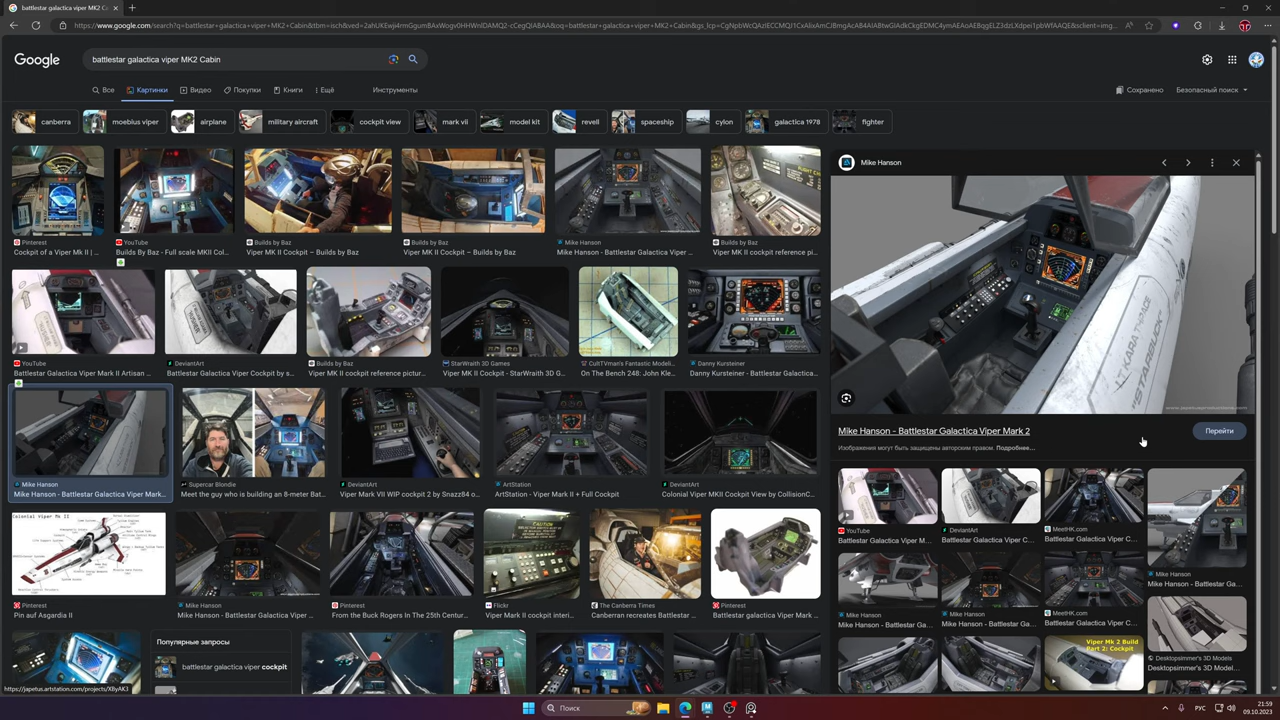 battlestar galactica viper MK2 C
https://www.google.com/search?q=battlestar+galactica+viper+MK2+Cabin&tbm=isch&ved=
Google
battlestar galactica viper MK2 Cabin
Все
Картинки
Видео
Покупки
Книги
Ещё
Инструменты
Сохранено
Безопасный поиск
canberra
moebius viper
airplane
military aircraft
cockpit view
mark vii
model kit
revell
spaceship
cylon
galactica 1978
fighter
Mike Hanson
Pinterest
Cockpit of a Viper Mk II | ...
YouTube
Builds By Baz - Full scale MKII Col...
Builds by Baz
Viper MK II Cockpit – Builds by Baz
Builds by Baz
Viper MK II Cockpit – Builds by Baz
Mike Hanson
Mike Hanson - Battlestar Galactica Viper ...
Builds by Baz
Viper MK II cockpit reference pi...
YouTube
Battlestar Galactica Viper Mark II Artisan ...
DeviantArt
Battlestar Galactica Viper Cockpit by s...
Builds by Baz
Viper MK II cockpit reference pictur...
StarWraith 3D Games
Viper MK II Cockpit - StarWraith 3D G...
CultTVman's Fantastic Modeli...
On The Bench 248: John Kle...
Danny Kursteiner
Danny Kursteiner - Battlestar Galactica...
Mike Hanson
Mike Hanson - Battlestar Galactica Viper Mark...
Supercar Blondie
Meet the guy who is building an 8-meter Bat...
DeviantArt
Viper Mark VII WIP cockpit 2 by Snazz84 o...
ArtStation
ArtStation - Viper Mark II + Full Cockpit
DeviantArt
Colonial Viper MKII Cockpit View by CollisionC...
Mike Hanson - Battlestar Galactica Viper Mark 2
Перейти
Изображения могут быть защищены авторским правом. Подробнее...
YouTube
Battlestar Galactica Viper M...
DeviantArt
Battlestar Galactica Viper C...
MeetHK.com
Battlestar Galactica Viper C...
Mike Hanson
Mike Hanson - Battlestar Ga...
Mike Hanson - Battlestar Ga...
Mike Hanson
Mike Hanson - Battlestar Ga...
MeetHK.com
Battlestar Galactica Viper C...
Desktopsimmer's 3D Models
Desktopsimmer's 3D Model...
Viper Mk 2 Build
Part 2: Cockpit
Colonial Viper Mk II
Pinterest
Pin auf Asgardia II
Mike Hanson
Mike Hanson - Battlestar Galactica Viper ...
Pinterest
From the Buck Rogers In The 25th Centur...
Flickr
Viper Mark II cockpit interi...
The Canberra Times
Canberran recreates Battlestar ...
Pinterest
Battlestar galactica Viper Mark ...
Популярные запросы
battlestar galactica viper cockpit
https://japetus.artstation.com/projects/X8yAK3
Поиск
РУС
21:59
09.10.2023